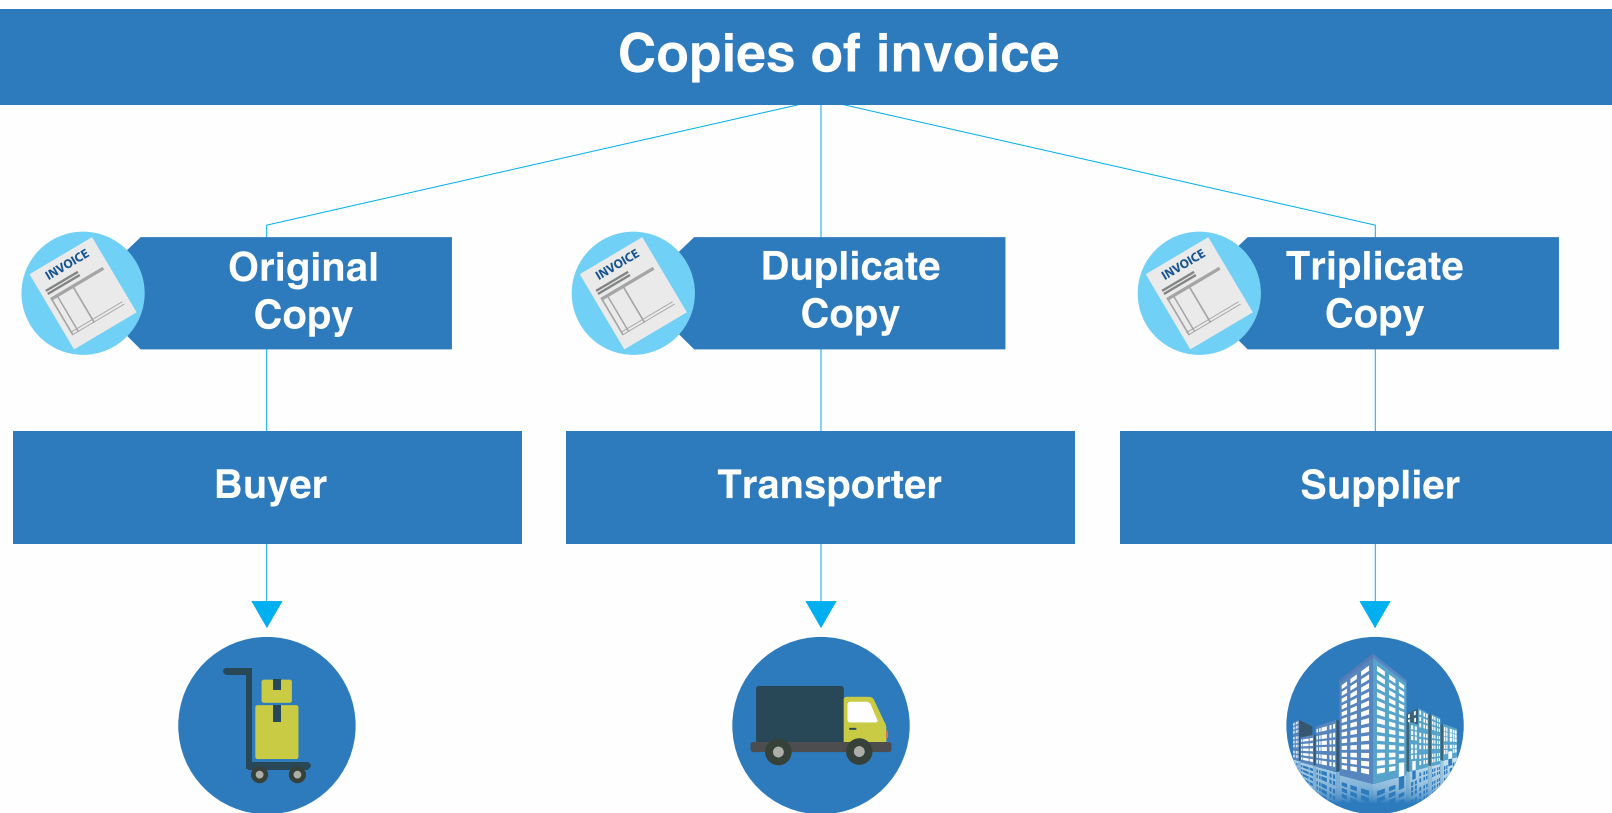 Copies of invoice
INVOICE
Original
Copy
INVOICE
Duplicate
Copy
INVOICE
Triplicate
Copy
Buyer
Transporter
Supplier